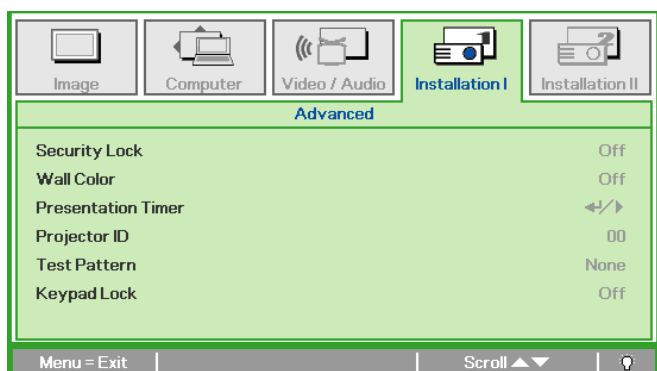 Image Computer Video / Audio Installation I Installation II
Advanced
Security Lock Off
Wall Color Off
Presentation Timer
Projector ID 00
Test Pattern None
Keypad Lock Off
Menu = Exit Scroll